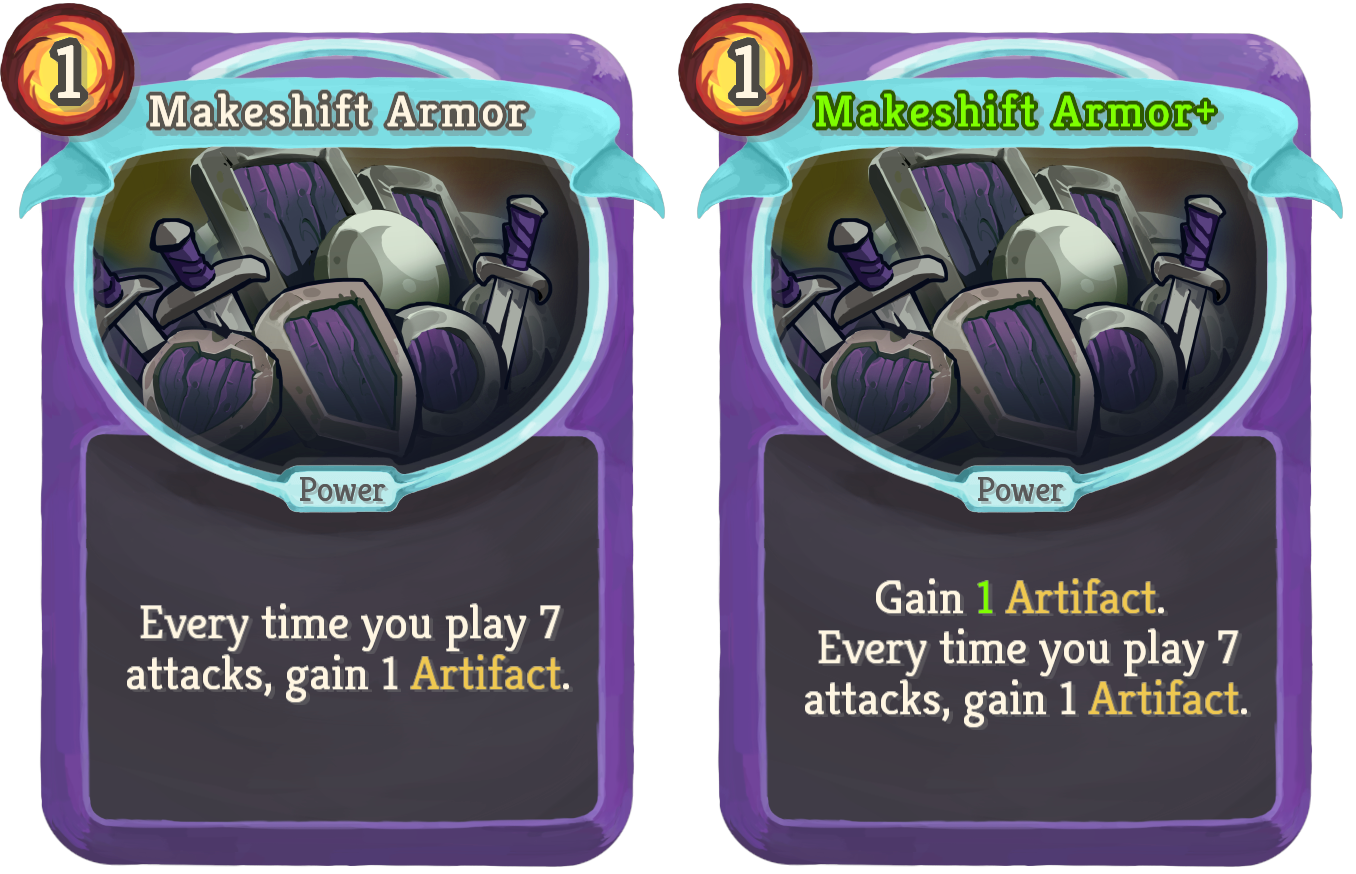 1
Makeshift Armor
Power
Every time you play 7
attacks, gain 1 Artifact.
1
Makeshift Armor+
Power
Gain 1 Artifact.
Every time you play 7
attacks, gain 1 Artifact.